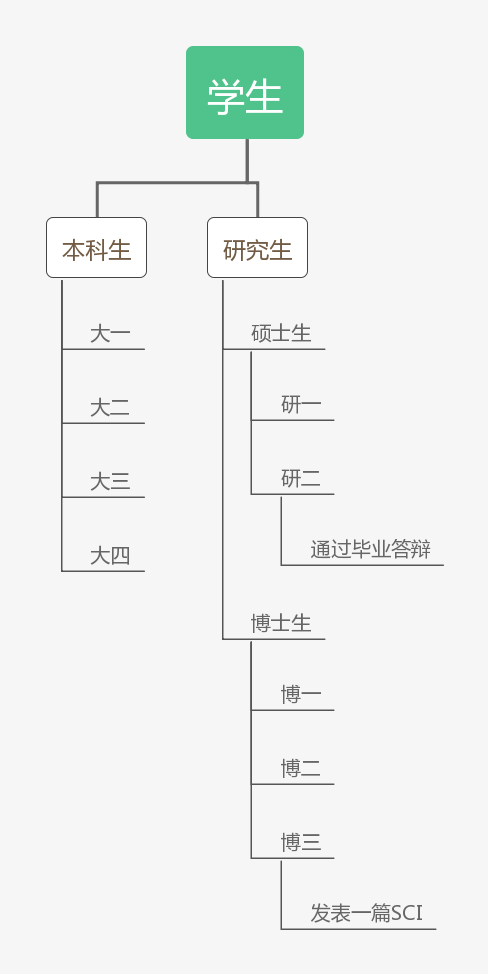 学生
本科生
研究生
大一
大二
大三
大四
硕士生
研一
研二
通过毕业答辩
博士生
博一
博二
博三
发表一篇SCI